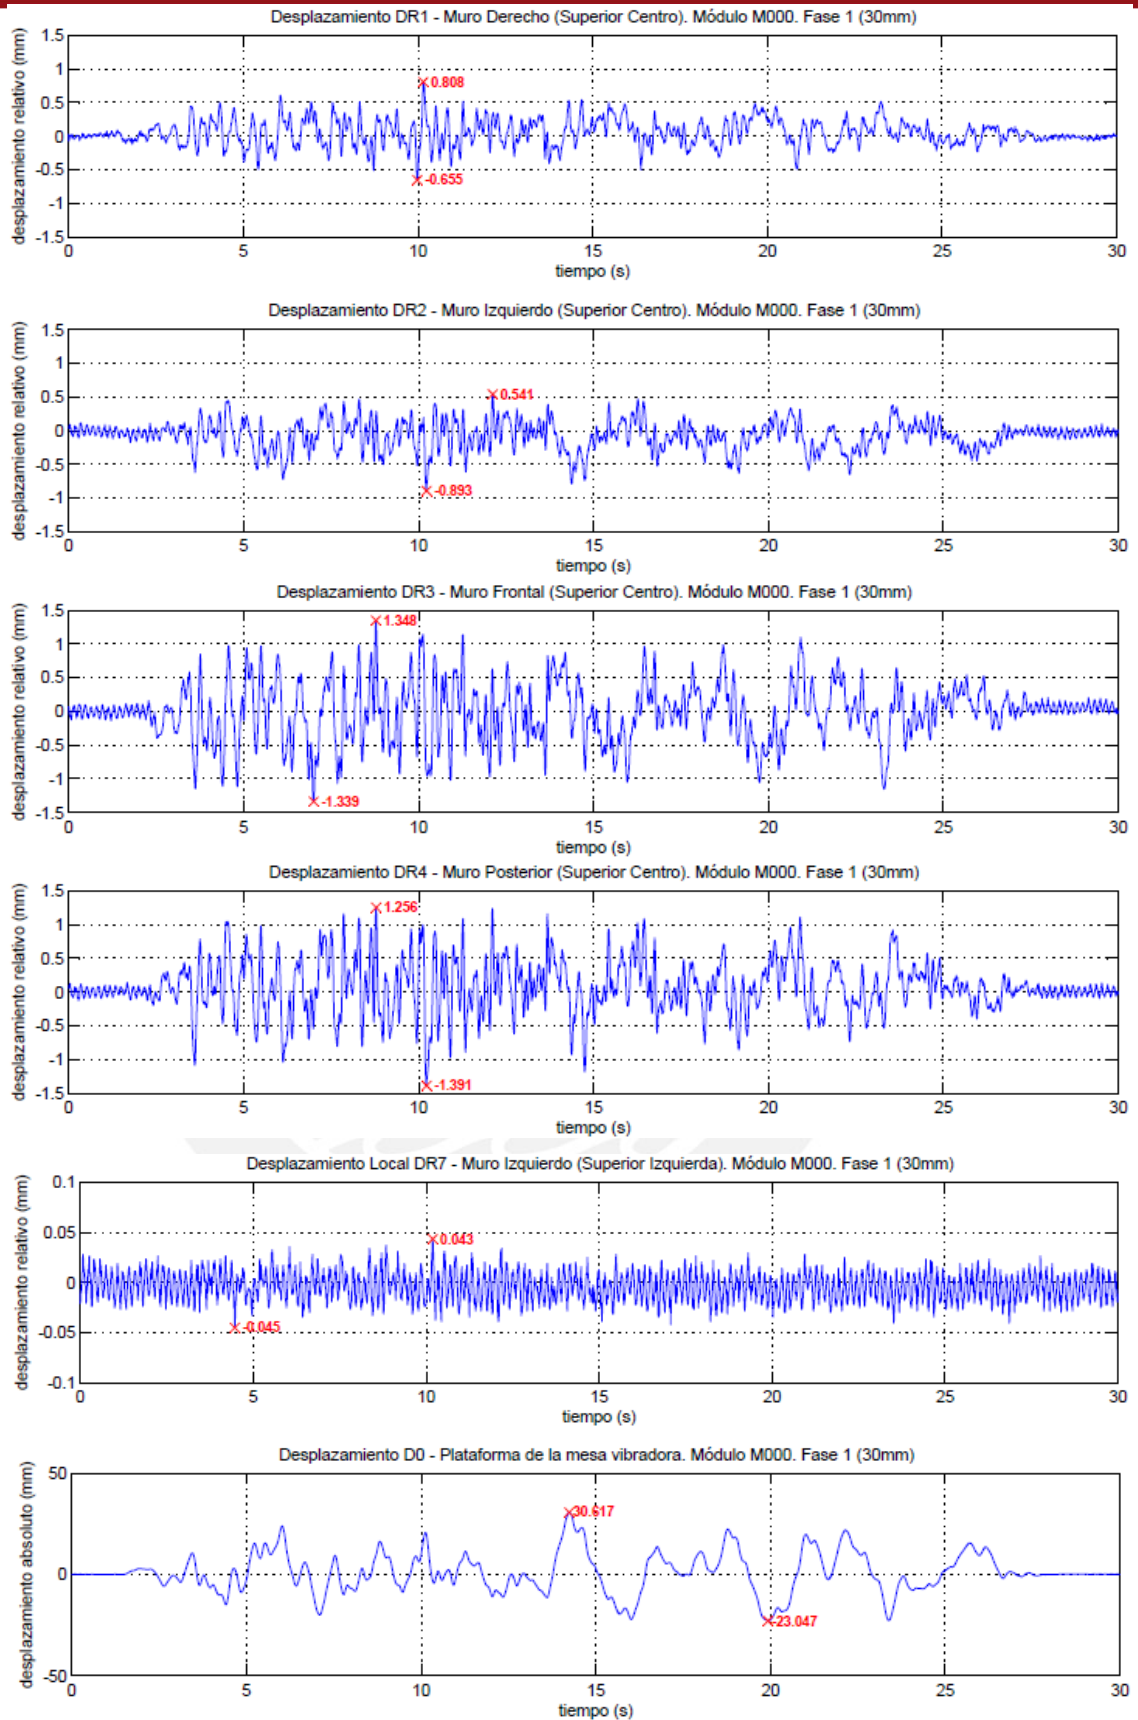 Desplazamiento DR1 - Muro Derecho (Superior Centro). Módulo M000. Fase 1 (30mm)
desplazamiento relativo (mm)
1.5
1
0.5
0
-0.5
-1
-1.5
0.808
-0.655
0 5 10 15 20 25 30
tiempo (s)
Desplazamiento DR2 - Muro Izquierdo (Superior Centro). Módulo M000. Fase 1 (30mm)
desplazamiento relativo (mm)
1.5
1
0.5
0
-0.5
-1
-1.5
0.541
-0.893
0 5 10 15 20 25 30
tiempo (s)
Desplazamiento DR3 - Muro Frontal (Superior Centro). Módulo M000. Fase 1 (30mm)
desplazamiento relativo (mm)
1.5
1
0.5
0
-0.5
-1
-1.5
1.348
-1.339
0 5 10 15 20 25 30
tiempo (s)
Desplazamiento DR4 - Muro Posterior (Superior Centro). Módulo M000. Fase 1 (30mm)
desplazamiento relativo (mm)
1.5
1
0.5
0
-0.5
-1
-1.5
1.256
-1.391
0 5 10 15 20 25 30
tiempo (s)
Desplazamiento Local DR7 - Muro Izquierdo (Superior Izquierda). Módulo M000. Fase 1 (30mm)
desplazamiento relativo (mm)
0.1
0.05
0
-0.05
-0.1
0.043
-0.045
0 5 10 15 20 25 30
tiempo (s)
Desplazamiento D0 - Plataforma de la mesa vibradora. Módulo M000. Fase 1 (30mm)
desplazamiento absoluto (mm)
50
0
-50
30.617
-23.047
0 5 10 15 20 25 30
tiempo (s)